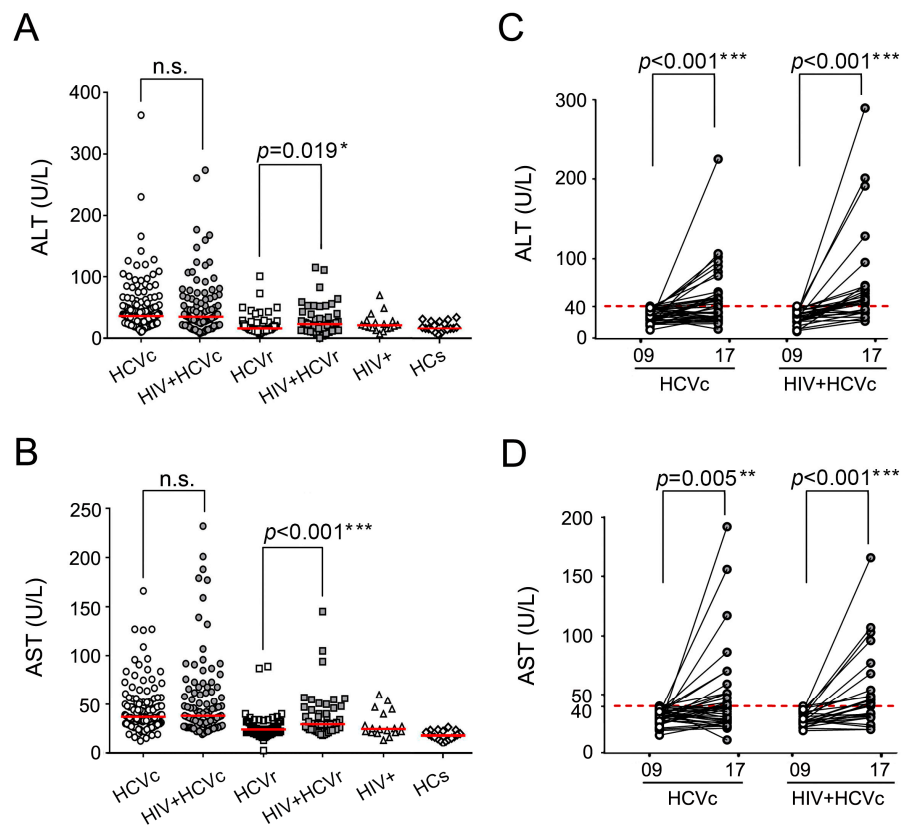 A
n.s.
p=0.019*
ALT (U/L)
400
300
200
100
0
HCVc
HIV+HCVc
HCVr
HIV+HCVr
HIV+
HCs
C
p<0.001***
p<0.001***
ALT (U/L)
300
200
100
40
0
09
17
09
17
HCVc
HIV+HCVc
B
n.s.
p<0.001***
AST (U/L)
250
200
150
100
50
0
HCVc
HIV+HCVc
HCVr
HIV+HCVr
HIV+
HCs
D
p=0.005**
p<0.001***
AST (U/L)
200
150
100
50
40
0
09
17
09
17
HCVc
HIV+HCVc